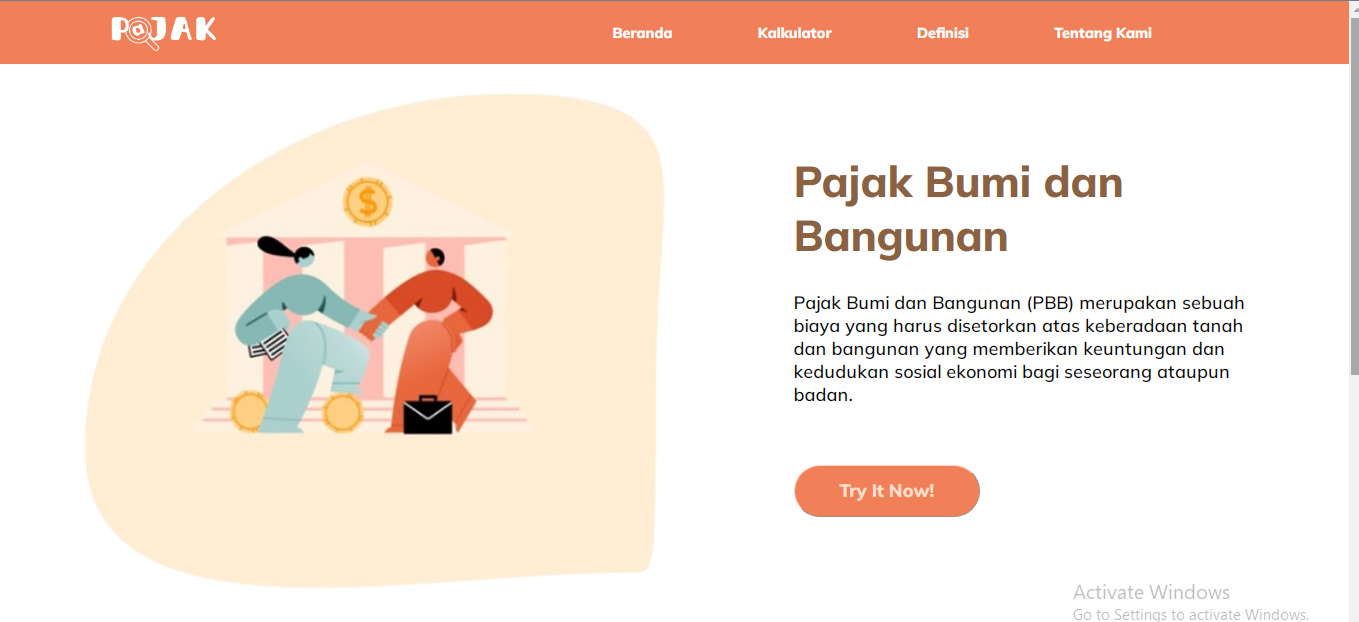 PaJAK
Beranda
Kalkulator
Definisi
Tentang Kami
$
Pajak Bumi dan
Bangunan
Pajak Bumi dan Bangunan (PBB) merupakan sebuah
biaya yang harus disetorkan atas keberadaan tanah
dan bangunan yang memberikan keuntungan dan
kedudukan sosial ekonomi bagi seseorang ataupun
badan.
Try It Now!
Activate Windows
Go to Settings to activate Windows.